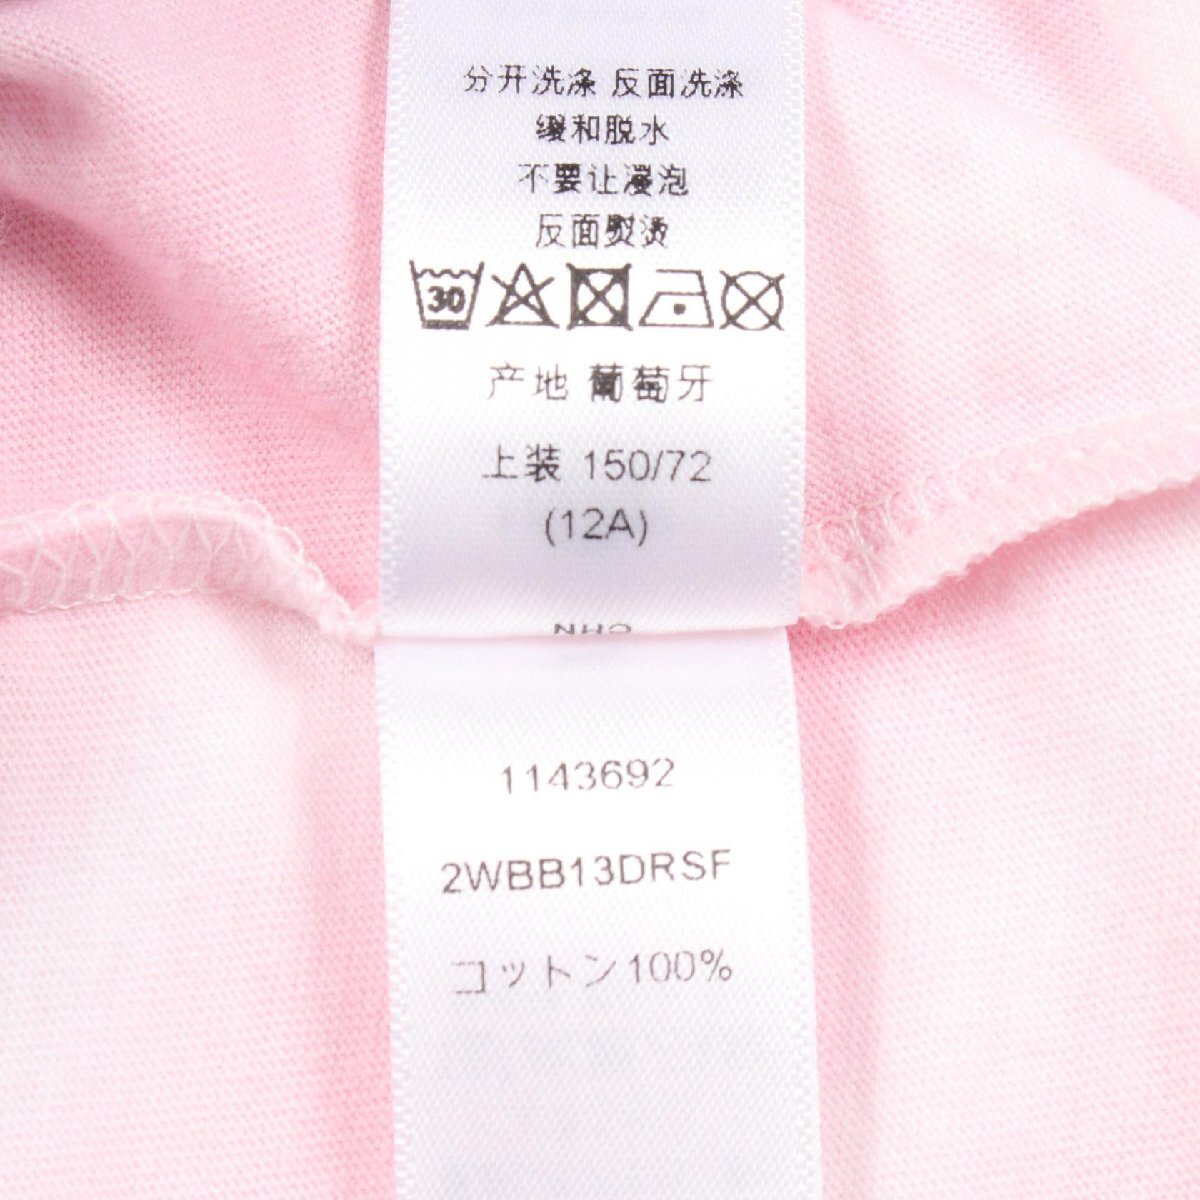 分开洗涤 反面洗涤
缓和脱水
不要让浸泡
反面熨烫
30
产地 葡萄牙
上装 150/72
(12A)
1143692
2WBB13DRSF
コットン100%